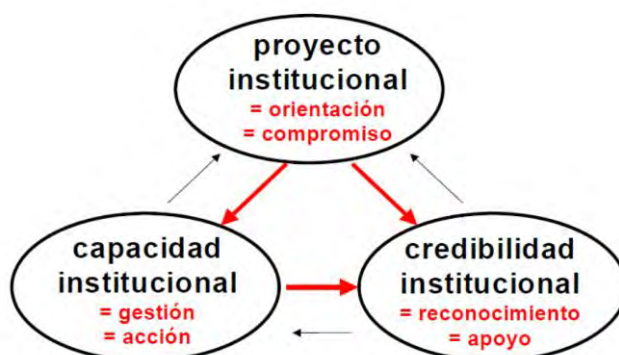 proyecto
institucional
= orientación
= compromiso
capacidad
institucional
= gestión
= acción
credibilidad
institucional
= reconocimiento
= apoyo